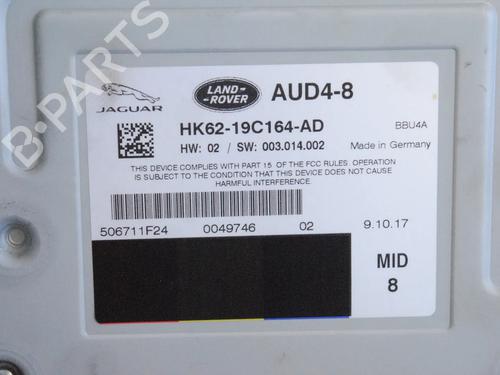 B-PARTS
JAGUAR
LAND-
-ROVER
AUD4-8
HK62-19C164-AD
BBU4A
HW: 02 / SW: 003.014.002
Made in Germany
THIS DEVICE COMPLIES WITH PART 15 OF THE FCC RULES. OPERATION
IS SUBJECT TO THE CONDITION THAT THIS DEVICE DOES NOT CAUSE
HARMFUL INTERFERENCE.
506711F24 0049746 02 9.10.17
MID
8